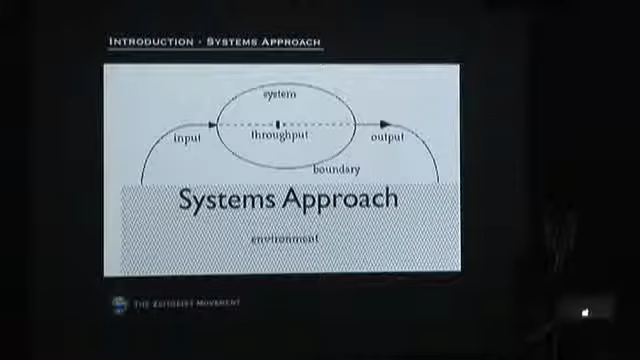 INTRODUCTION - SYSTEMS APPROACH
system
input
throughput
output
boundary
Systems Approach
environment
THE ZEITGEIST MOVEMENT